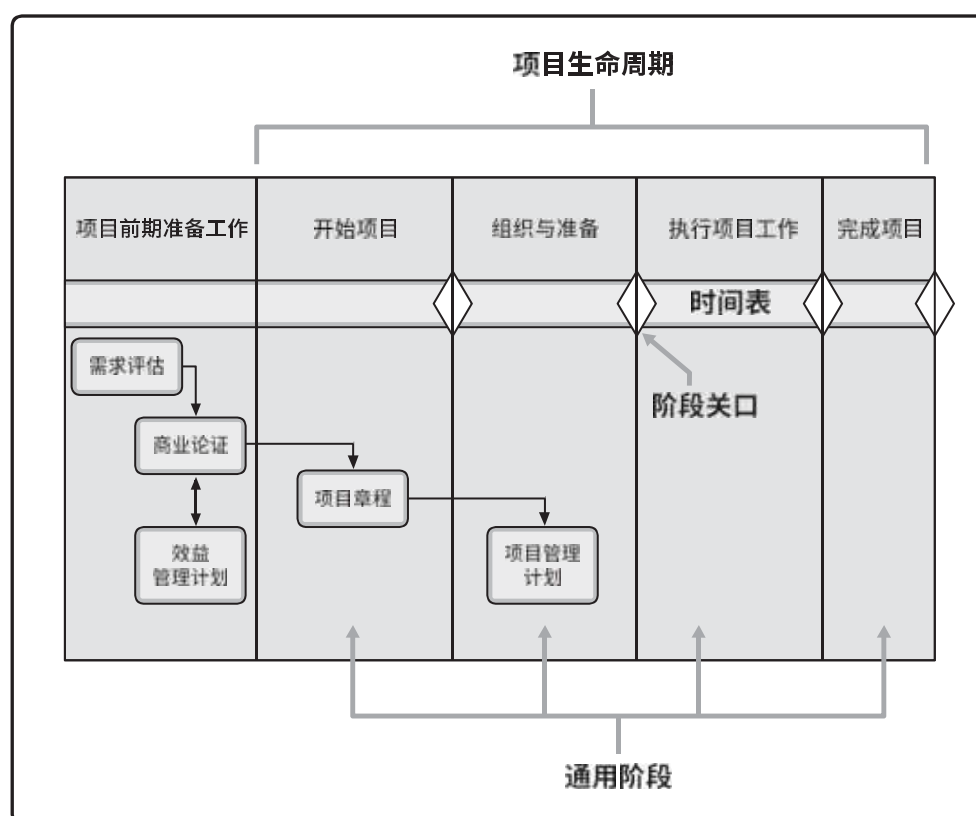 项目生命周期
项目前期准备工作
开始项目
组织与准备
执行项目工作
完成项目
时间表
需求评估
阶段关口
商业论证
项目章程
效益
管理计划
项目管理
计划
通用阶段